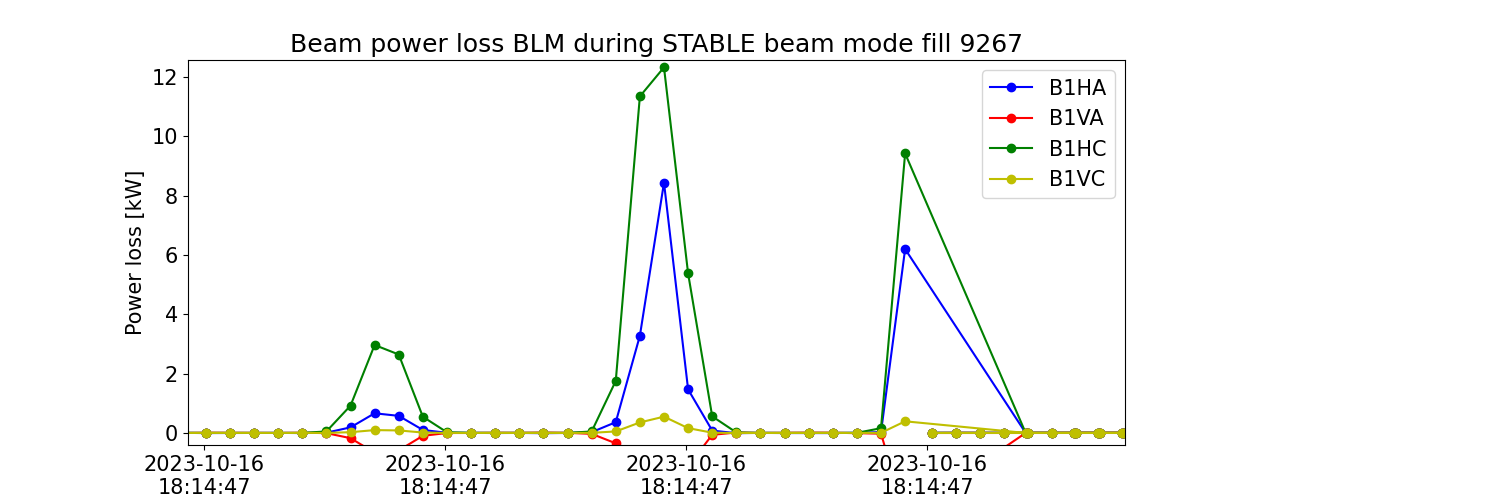 Beam power loss BLM during STABLE beam mode fill 9267
Power loss [kW]
12
10
8
6
4
2
0
B1HA
B1VA
B1HC
B1VC
2023-10-16
18:14:47
2023-10-16
18:14:47
2023-10-16
18:14:47
2023-10-16
18:14:47